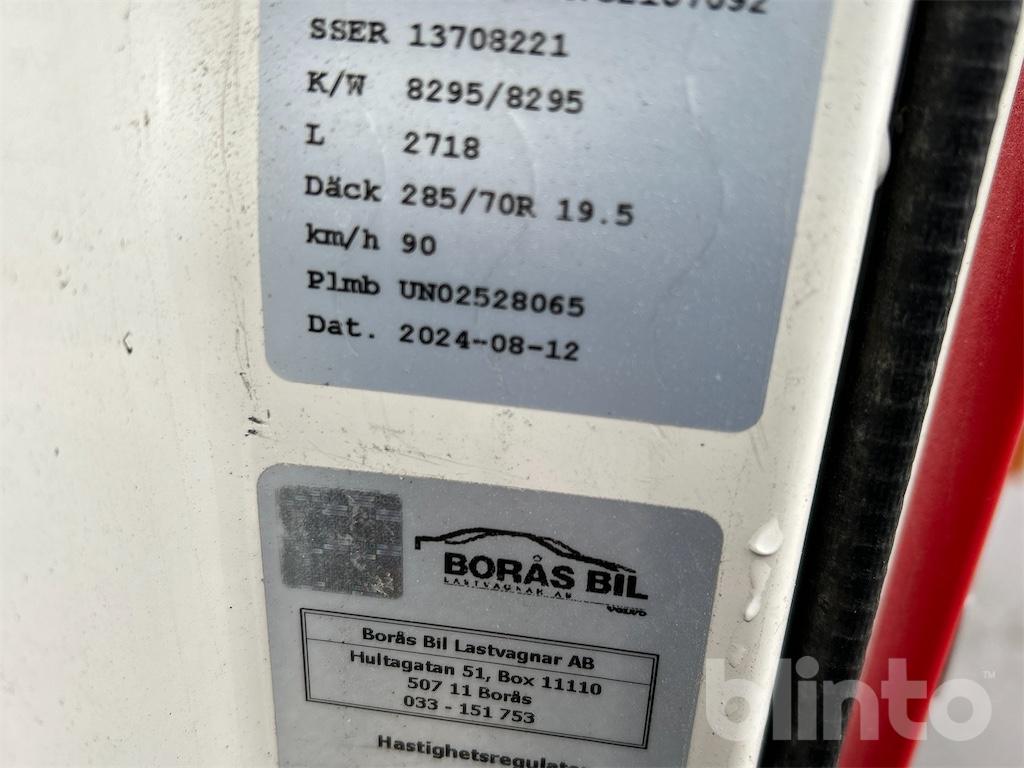 SSER 13708221
K/W 8295/8295
L 2718
Däck 285/70R 19.5
km/h 90
Plmb UN02528065
Dat. 2024-08-12
BORÅS BIL
LASTVAGNAR AB
VOLVO
Borås Bil Lastvagnar AB
Hultagatan 51, Box 11110
507 11 Borås
033 - 151 753
blinto™